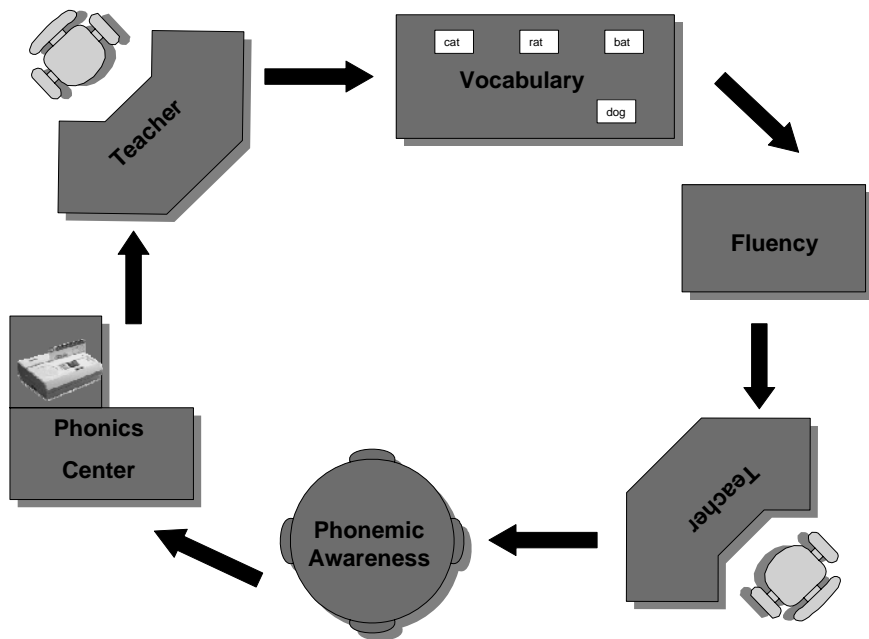 cat
rat
bat
Vocabulary
dog
Teacher
Fluency
Phonics
Center
Phonemic
Awareness
Teacher